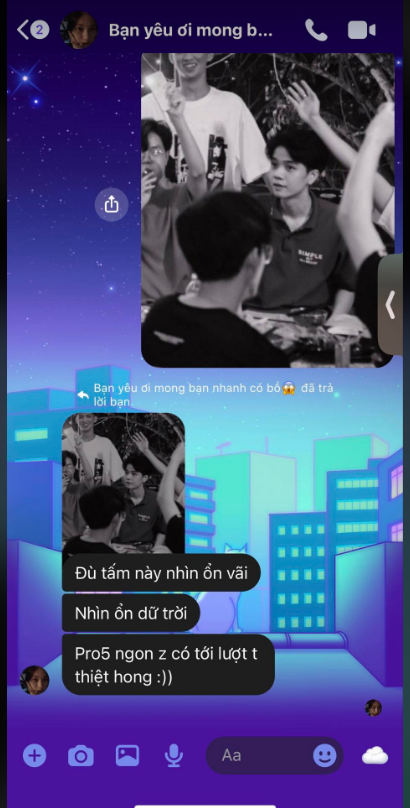 2
Bạn yêu ơi mong b...
SIMPLE
Bạn yêu ơi mong bạn nhanh có bồ😱 đã trả
lời bạn
Đù tấm này nhìn ổn vãi
Nhìn ổn dữ trời
Pro5 ngon z có tới lượt t
thiệt hong :))
Aa